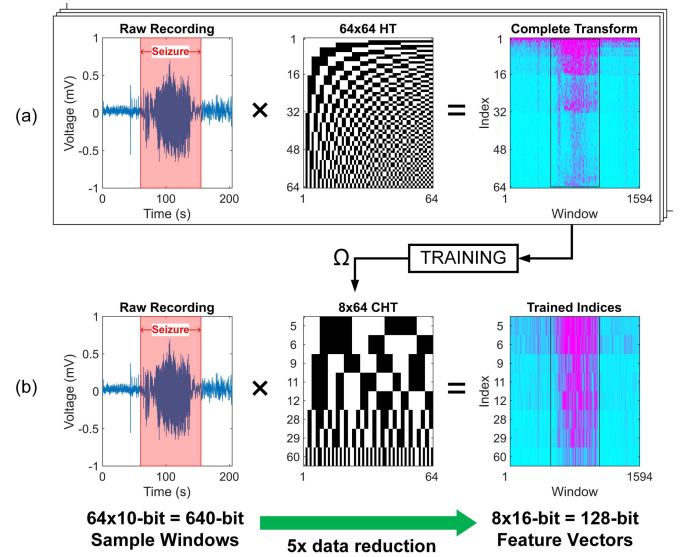 (a)
Raw Recording
Seizure
Voltage (mV)
1
0.5
0
-0.5
-1
0
100
200
Time (s)
×
64x64 HT
1
16
32
48
64
1
64
=
Complete Transform
Index
1
16
32
48
64
1
1594
Window
Ω
TRAINING
(b)
Raw Recording
Seizure
Voltage (mV)
1
0.5
0
-0.5
-1
0
100
200
Time (s)
×
8x64 CHT
5
6
9
11
12
28
29
60
1
64
=
Trained Indices
Index
5
6
9
11
12
28
29
60
1
1594
Window
64x10-bit = 640-bit
Sample Windows
5x data reduction
8x16-bit = 128-bit
Feature Vectors